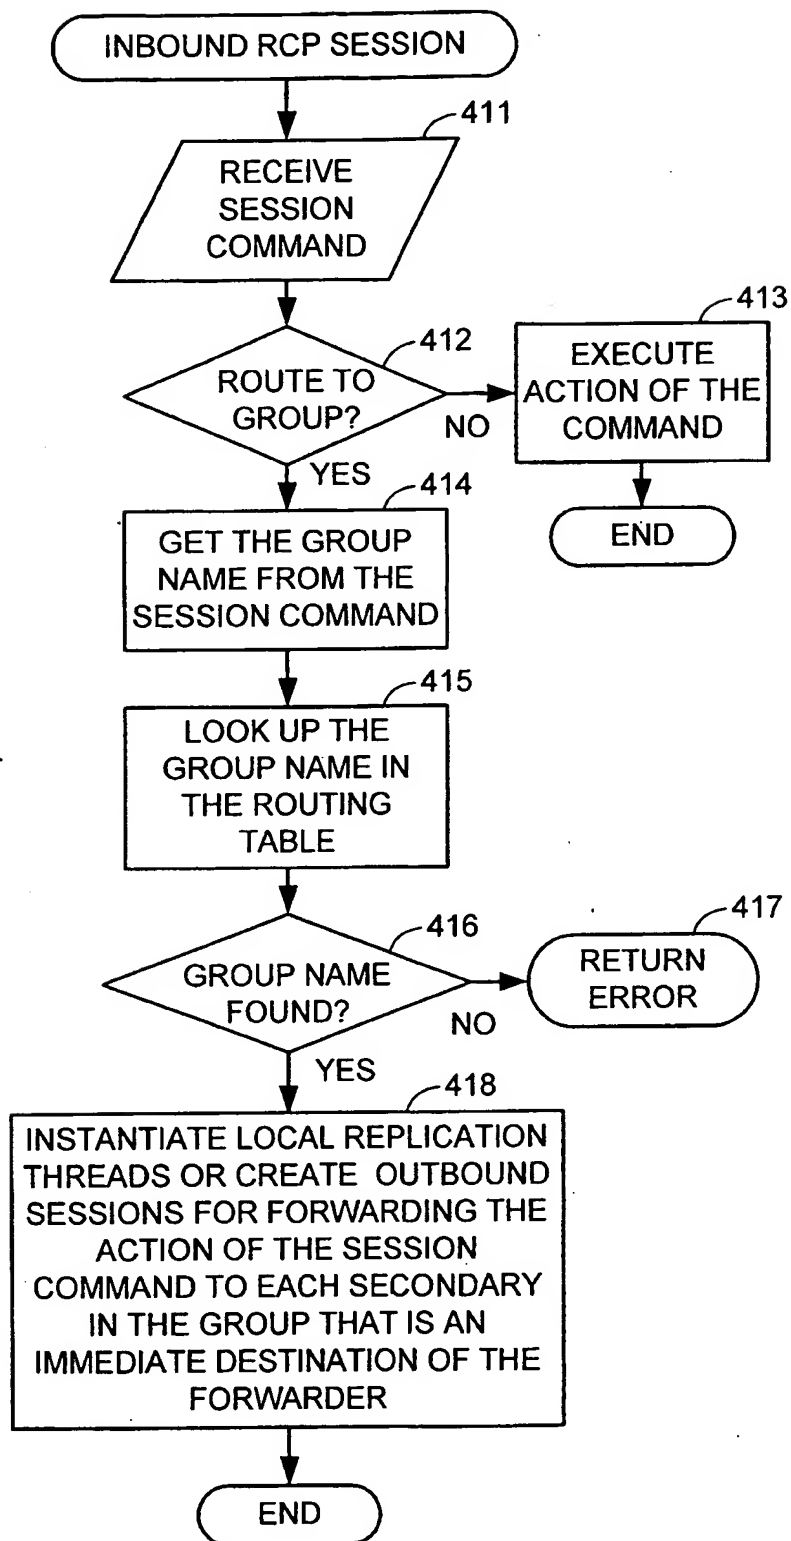 INBOUND RCP SESSION
411
RECEIVE
SESSION
COMMAND
412
ROUTE TO
GROUP?
NO
YES
413
EXECUTE
ACTION OF THE
COMMAND
END
414
GET THE GROUP
NAME FROM THE
SESSION COMMAND
415
LOOK UP THE
GROUP NAME IN
THE ROUTING
TABLE
416
GROUP NAME
FOUND?
NO
YES
417
RETURN
ERROR
418
INSTANTIATE LOCAL REPLICATION
THREADS OR CREATE OUTBOUND
SESSIONS FOR FORWARDING THE
ACTION OF THE SESSION
COMMAND TO EACH SECONDARY
IN THE GROUP THAT IS AN
IMMEDIATE DESTINATION OF THE
FORWARDER
END